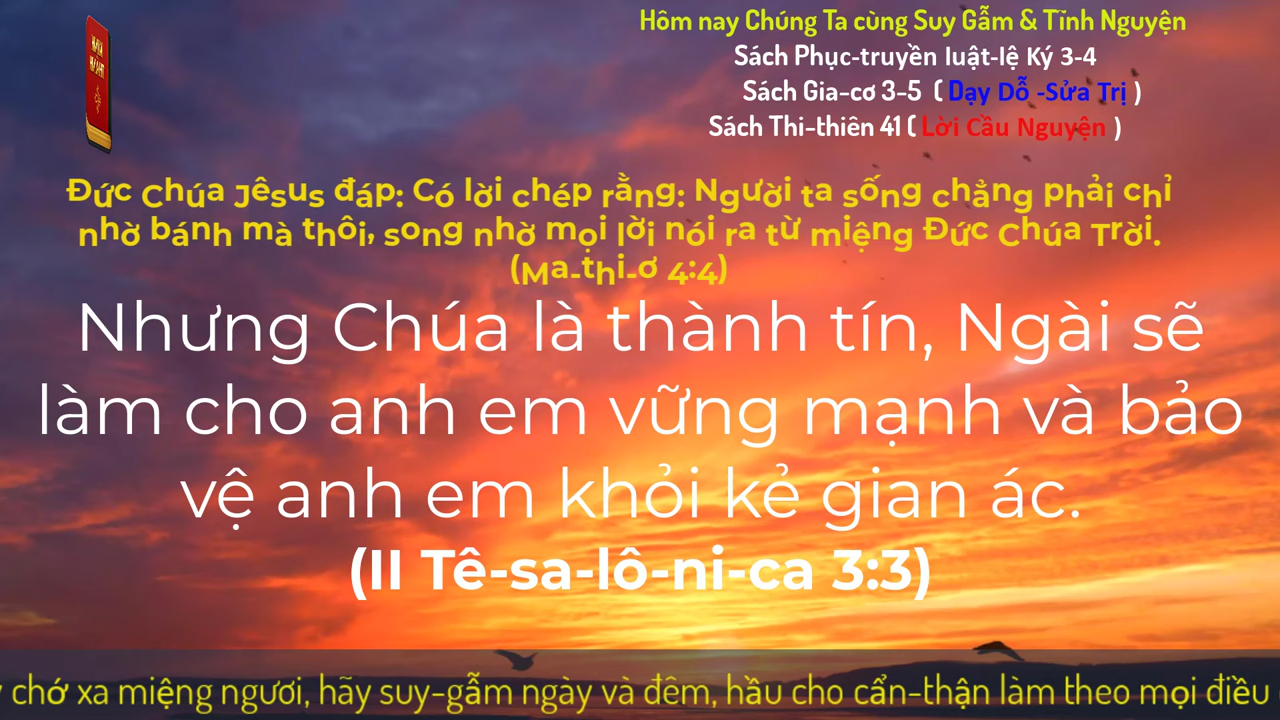 Hôm nay Chúng Ta cùng Suy Gẫm & Tĩnh Nguyện
Sách Phục-truyền luật-lệ Ký 3-4
Sách Gia-cơ 3-5 ( Dạy Dỗ -Sửa Trị )
Sách Thi-thiên 41 ( Lời Cầu Nguyện )
Đức Chúa Jêsus đáp: Có lời chép rằng: Người ta sống chẳng phải chỉ
nhờ bánh mà thôi, song nhờ mọi lời nói ra từ miệng Đức Chúa Trời.
(Ma-thi-ơ 4:4)
Nhưng Chúa là thành tín, Ngài sẽ
làm cho anh em vững mạnh và bảo
vệ anh em khỏi kẻ gian ác.
(II Tê-sa-lô-ni-ca 3:3)
chớ xa miệng ngươi, hãy suy-gẫm ngày và đêm, hầu cho cẩn-thận làm theo mọi điều